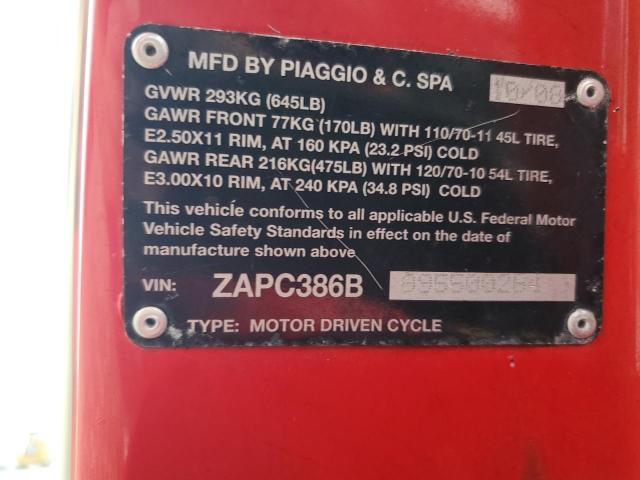 MFD BY PIAGGIO & C. SPA 10/08
GVWR 293KG (645LB)
GAWR FRONT 77KG (170LB) WITH 110/70-11 45L TIRE,
E2.50X11 RIM, AT 160 KPA (23.2 PSI) COLD
GAWR REAR 216KG(475LB) WITH 120/70-10 54L TIRE,
E3.00X10 RIM, AT 240 KPA (34.8 PSI) COLD
This vehicle conforms to all applicable U.S. Federal Motor
Vehicle Safety Standards in effect on the date of
manufacture shown above
VIN: ZAPC386B
TYPE: MOTOR DRIVEN CYCLE